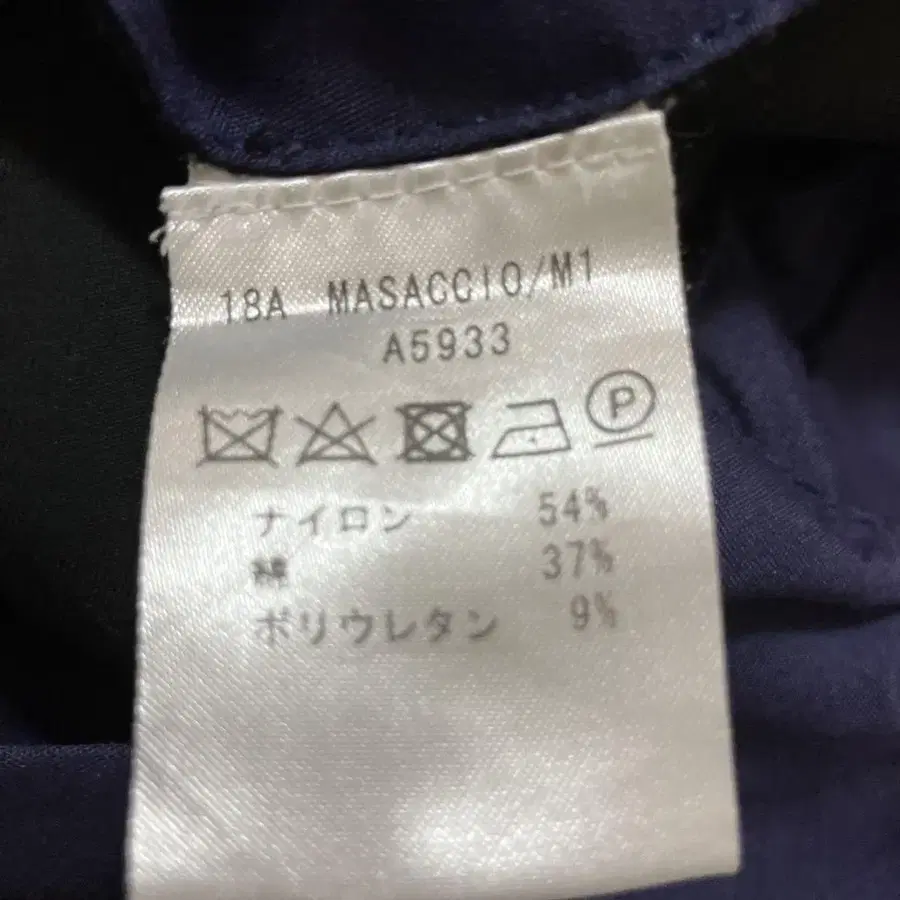 18A MASACCIO/M1
A5933
P
ナイロン 54%
綿 37%
ポリウレタン 9%